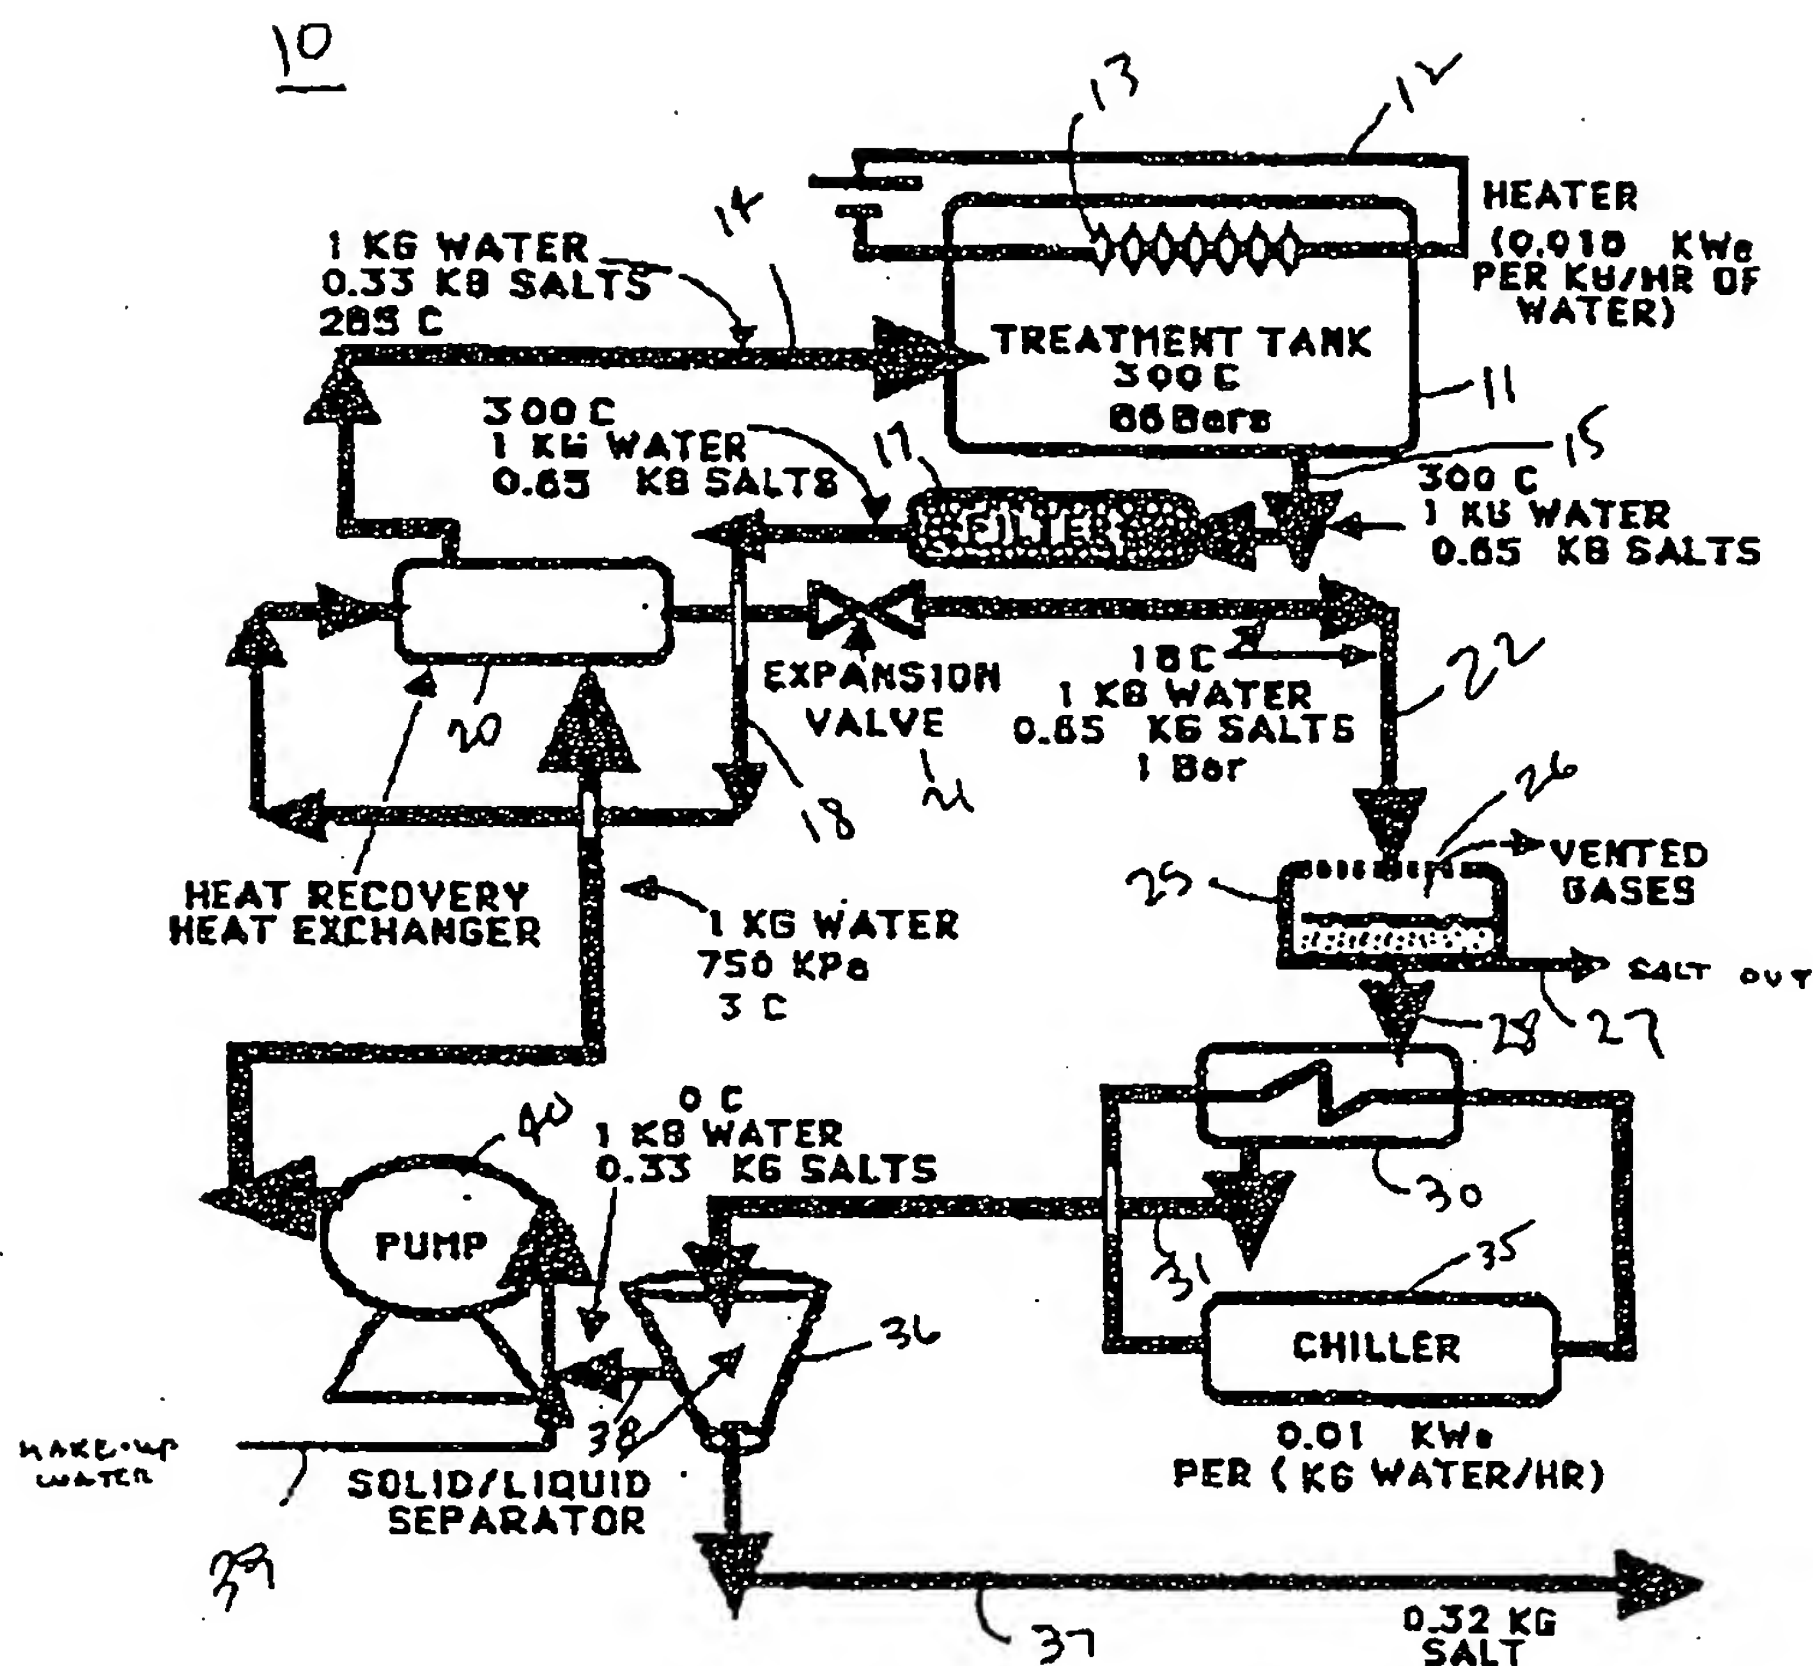 10
13
12
14
HEATER
(0.018 KWe
PER KG/HR OF
WATER)
1 KG WATER
0.33 KG SALTS
285 C
TREATMENT TANK
300 C
86 Bars
11
300 C
1 KG WATER
0.65 KG SALTS
17
FILTER
15
300 C
1 KG WATER
0.65 KG SALTS
20
EXPANSION
VALVE
21
18
18 C
1 KG WATER
0.65 KG SALTS
1 Bar
22
26
25
VENTED
GASES
HEAT RECOVERY
HEAT EXCHANGER
1 KG WATER
750 KPa
3 C
SALT OUT
28
27
40
0 C
1 KG WATER
0.33 KG SALTS
30
31
35
PUMP
36
CHILLER
38
0.01 KWe
PER (KG WATER/HR)
MAKE-UP
WATER
SOLID/LIQUID
SEPARATOR
39
37
0.32 KG
SALT